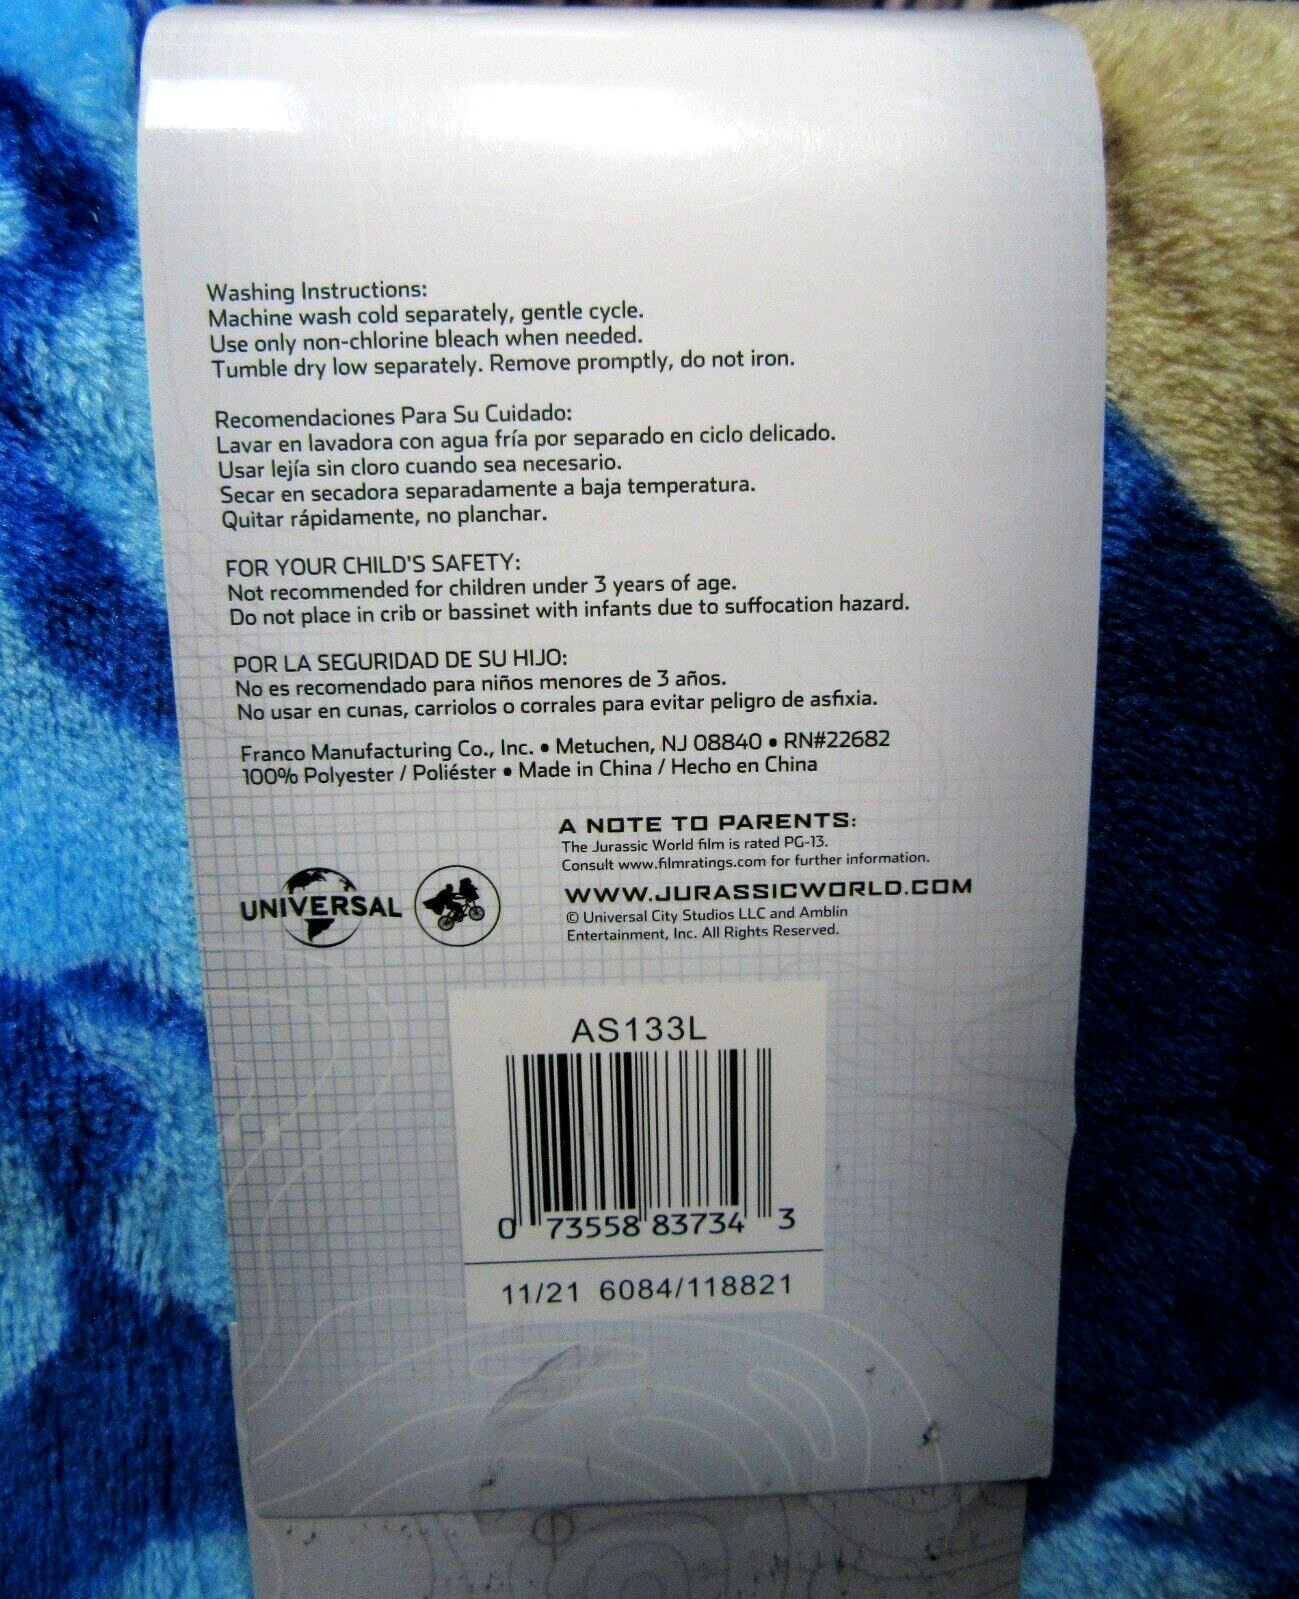 Washing Instructions:
Machine wash cold separately, gentle cycle.
Use only non-chlorine bleach when needed.
Tumble dry low separately. Remove promptly, do not iron.
Recomendaciones Para Su Cuidado:
Lavar en lavadora con agua fría por separado en ciclo delicado.
Usar lejía sin cloro cuando sea necesario.
Secar en secadora separadamente a baja temperatura.
Quitar rápidamente, no planchar.
FOR YOUR CHILD'S SAFETY:
Not recommended for children under 3 years of age.
Do not place in crib or bassinet with infants due to suffocation hazard.
POR LA SEGURIDAD DE SU HIJO:
No es recomendado para niños menores de 3 años.
No usar en cunas, carriolos o corrales para evitar peligro de asfixia.
Franco Manufacturing Co., Inc. • Metuchen, NJ 08840 • RN#22682
100% Polyester / Poliéster • Made in China / Hecho en China
A NOTE TO PARENTS:
The Jurassic World film is rated PG-13.
Consult www.filmratings.com for further information.
UNIVERSAL
WWW.JURASSICWORLD.COM
© Universal City Studios LLC and Amblin
Entertainment, Inc. All Rights Reserved.
AS133L
0 73558 83734 3
11/21 6084/118821